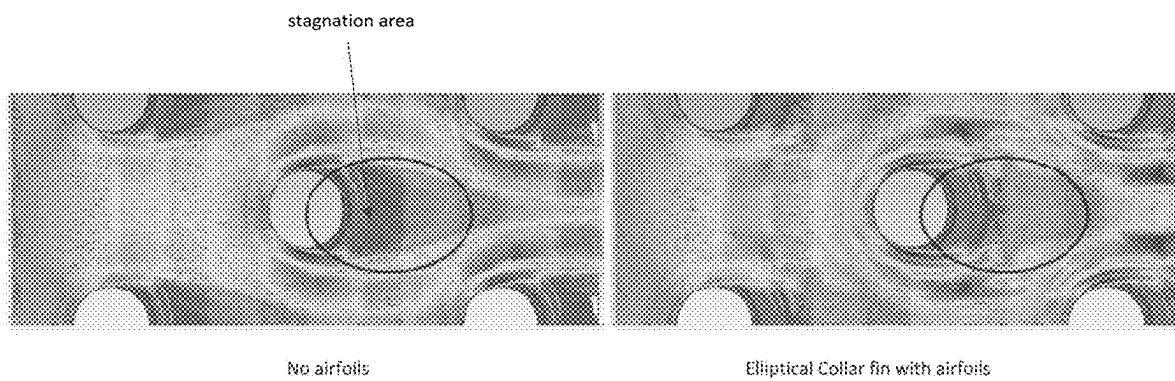 stagnation area
No airfoils
Elliptical Collar fin with airfoils